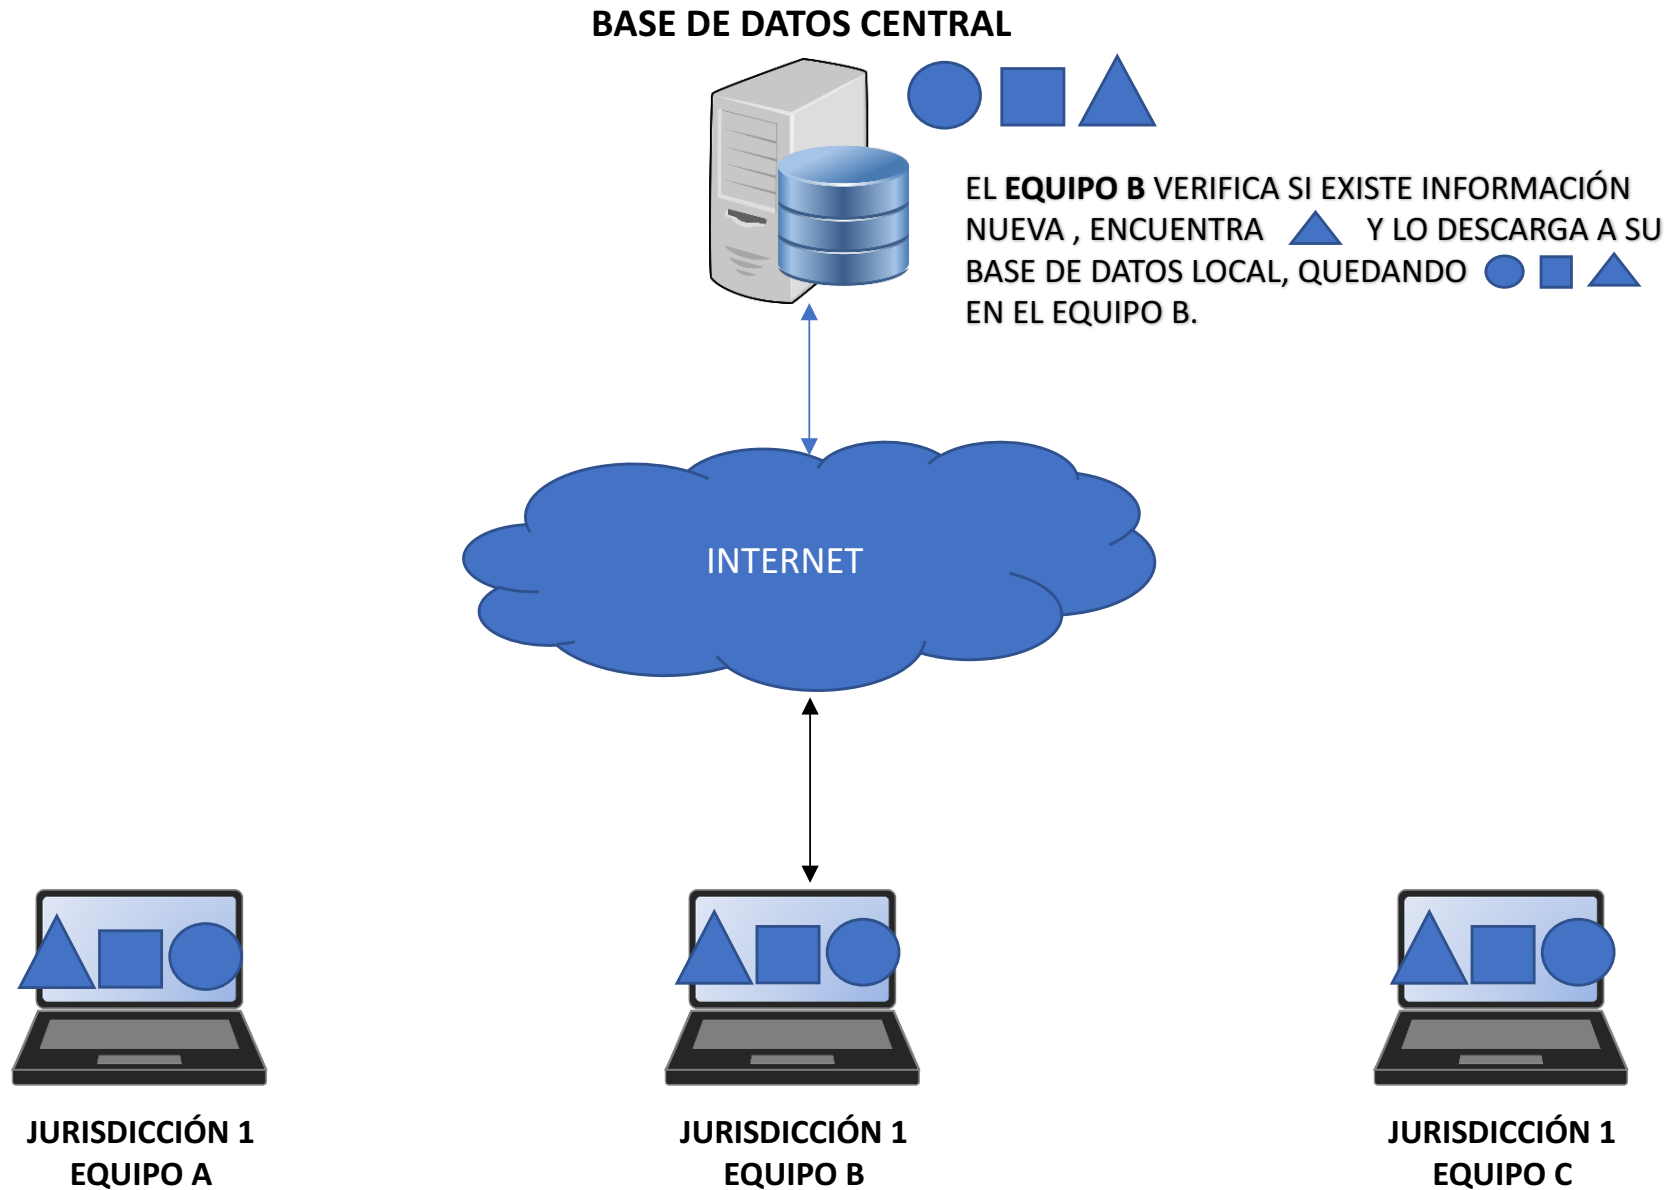 BASE DE DATOS CENTRAL
EL EQUIPO B VERIFICA SI EXISTE INFORMACIÓN
NUEVA , ENCUENTRA Y LO DESCARGA A SU
BASE DE DATOS LOCAL, QUEDANDO
EN EL EQUIPO B.
INTERNET
JURISDICCIÓN 1
EQUIPO A
JURISDICCIÓN 1
EQUIPO B
JURISDICCIÓN 1
EQUIPO C